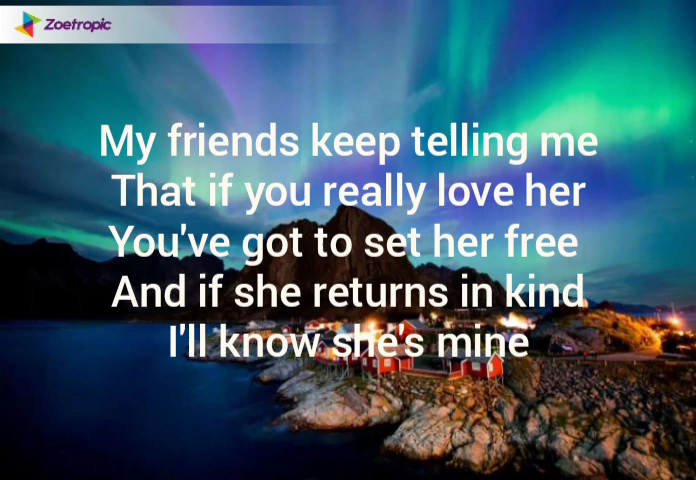 Zoetropic
My friends keep telling me
That if you really love her
You've got to set her free
And if she returns in kind
I'll know she's mine